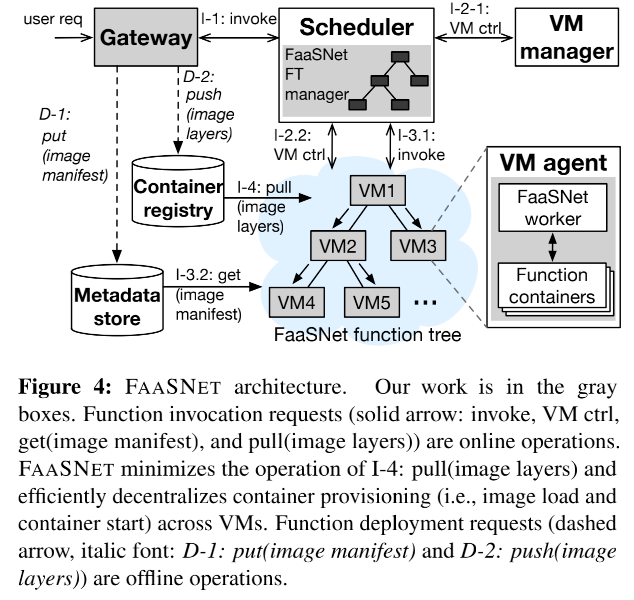 user req
Gateway
I-1: invoke
Scheduler
FaaSNet
FT
manager
I-2-1:
VM ctrl
VM
manager
D-1:
put
(image
manifest)
D-2:
push
(image
layers)
I-2.2:
VM ctrl
I-3.1:
invoke
Container
registry
I-4: pull
(image
layers)
Metadata
store
I-3.2: get
(image
manifest)
VM1
VM2
VM3
VM4
VM5
...
FaaSNet function tree
VM agent
FaaSNet
worker
Function
containers
Figure 4: FAASNET architecture. Our work is in the gray
boxes. Function invocation requests (solid arrow: invoke, VM ctrl,
get(image manifest), and pull(image layers)) are online operations.
FAASNET minimizes the operation of I-4: pull(image layers) and
efficiently decentralizes container provisioning (i.e., image load and
container start) across VMs. Function deployment requests (dashed
arrow, italic font: D-1: put(image manifest) and D-2: push(image
layers)) are offline operations.